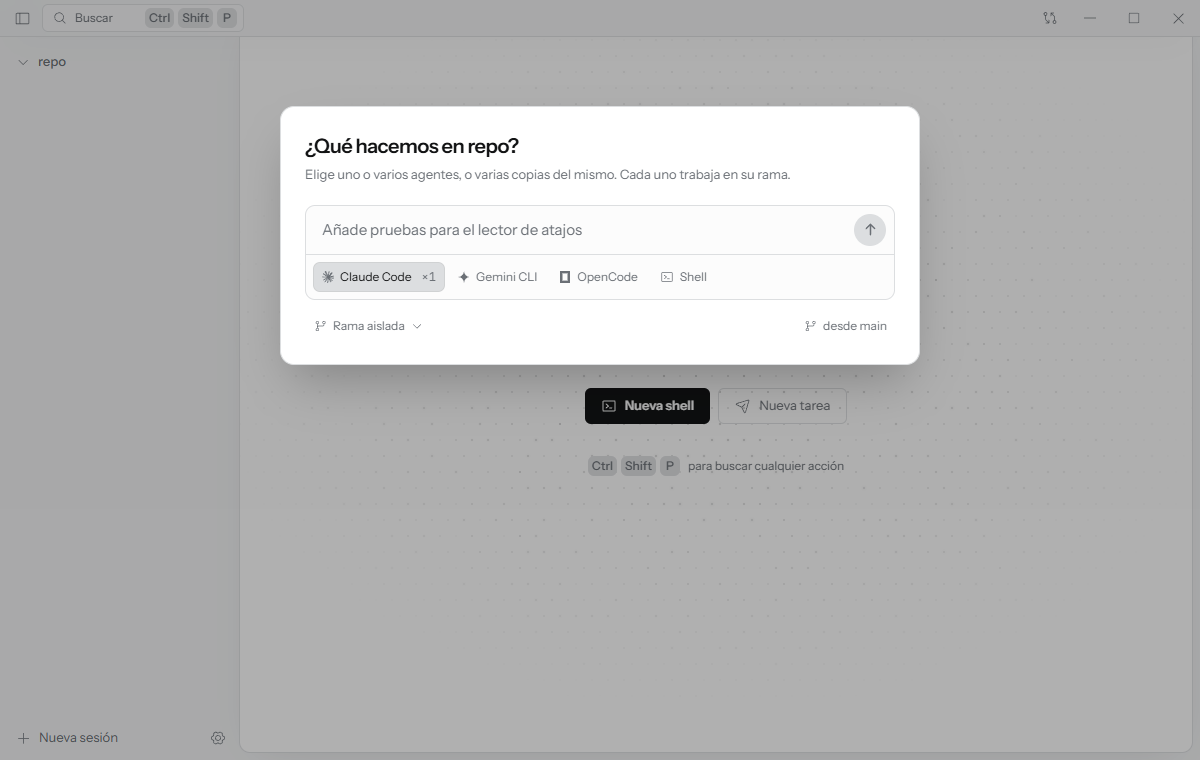 Buscar Ctrl Shift P
repo
¿Qué hacemos en repo?
Elige uno o varios agentes, o varias copias del mismo. Cada uno trabaja en su rama.
Añade pruebas para el lector de atajos
Claude Code ×1 Gemini CLI OpenCode Shell
Rama aislada desde main
Nueva shell Nueva tarea
Ctrl Shift P para buscar cualquier acción
Nueva sesión